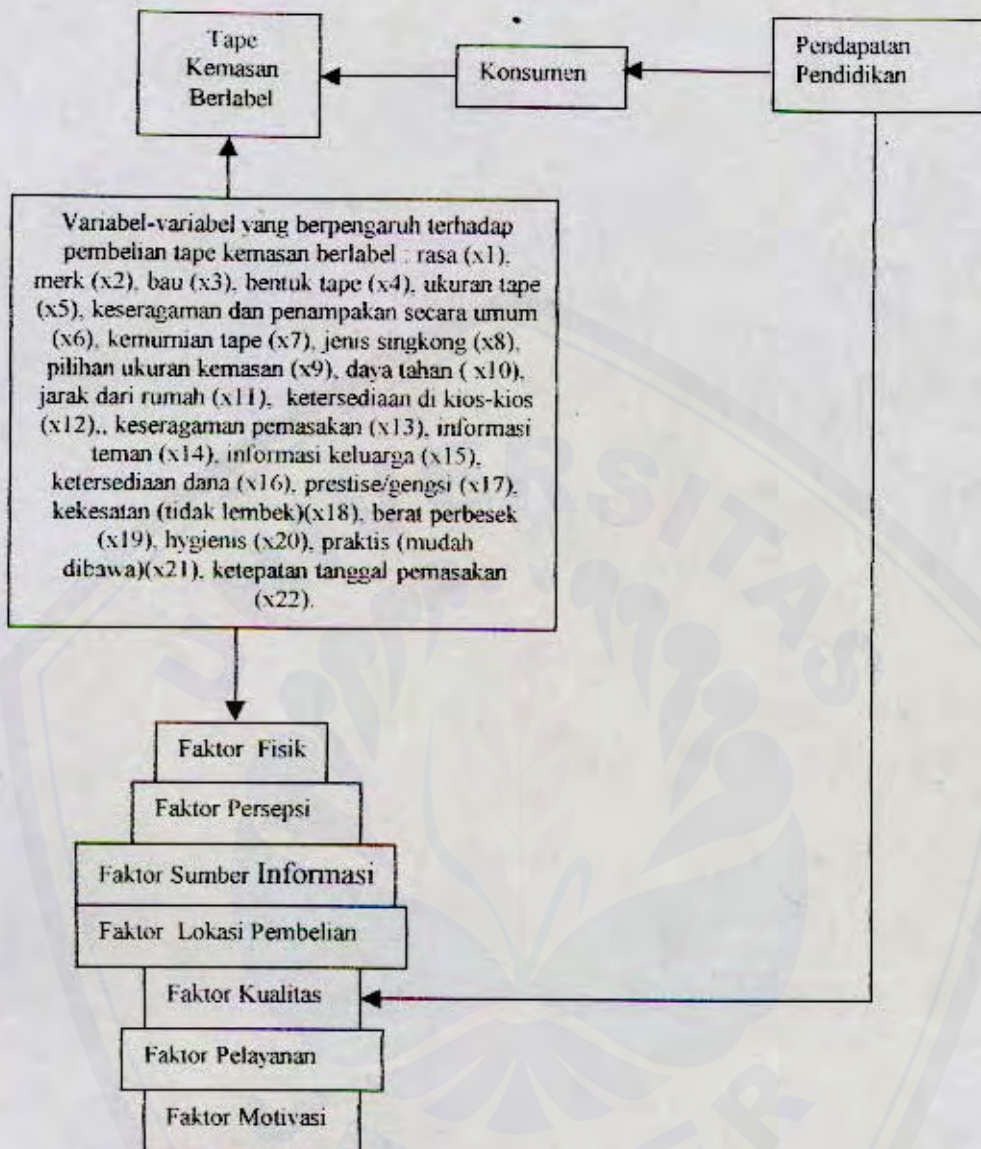 Tape
Kemasan
Berlabel
Konsumen
Pendapatan
Pendidikan
Variabel-variabel yang berpengaruh terhadap
pembelian tape kemasan berlabel : rasa (x1),
merk (x2), bau (x3), bentuk tape (x4), ukuran tape
(x5), keseragaman dan penampakan secara umum
(x6), kemurnian tape (x7), jenis singkong (x8),
pilihan ukuran kemasan (x9), daya tahan ( x10),
jarak dari rumah (x11), ketersediaan di kios-kios
(x12),, keseragaman pemasakan (x13), informasi
teman (x14), informasi keluarga (x15),
ketersediaan dana (x16), prestise/gengsi (x17),
kekesatan (tidak lembek)(x18), berat perbesek
(x19), hygienis (x20), praktis (mudah
dibawa)(x21), ketepatan tanggal pemasakan
(x22).
Faktor Fisik
Faktor Persepsi
Faktor Sumber Informasi
Faktor Lokasi Pembelian
Faktor Kualitas
Faktor Pelayanan
Faktor Motivasi